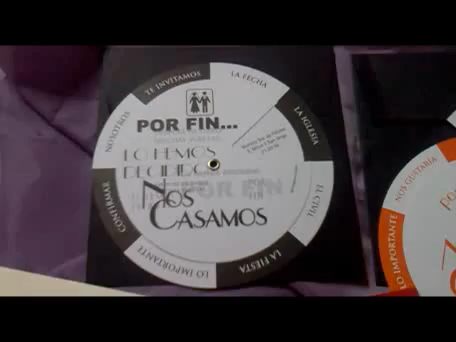 TE INVITAMOS
LA FECHA
LA IGLESIA
EL CIVIL
LA FIESTA
LO IMPORTANTE
CONFIRMAR
NOSOTROS
POR FIN...
LO HEMOS
DECIDIDO
NOS
CASAMOS
POR FIN
NOS GUSTARÍA
LO IMPORTANTE